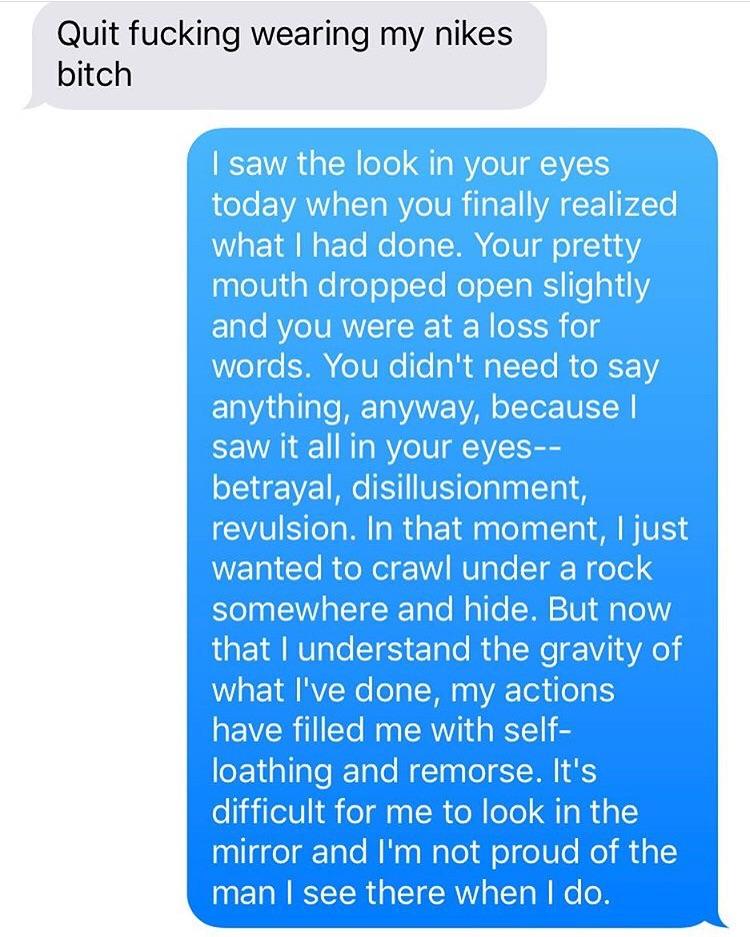 Quit fucking wearing my nikes
bitch
I saw the look in your eyes
today when you finally realized
what I had done. Your pretty
mouth dropped open slightly
and you were at a loss for
words. You didn't need to say
anything, anyway, because I
saw it all in your eyes--
betrayal, disillusionment,
revulsion. In that moment, I just
wanted to crawl under a rock
somewhere and hide. But now
that I understand the gravity of
what I've done, my actions
have filled me with self-
loathing and remorse. It's
difficult for me to look in the
mirror and I'm not proud of the
man I see there when I do.